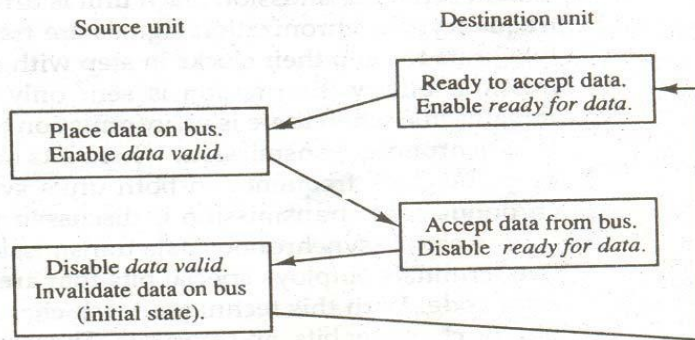 Source unit
Destination unit
Ready to accept data.
Enable ready for data.
Place data on bus.
Enable data valid.
Accept data from bus.
Disable ready for data.
Disable data valid.
Invalidate data on bus
(initial state).